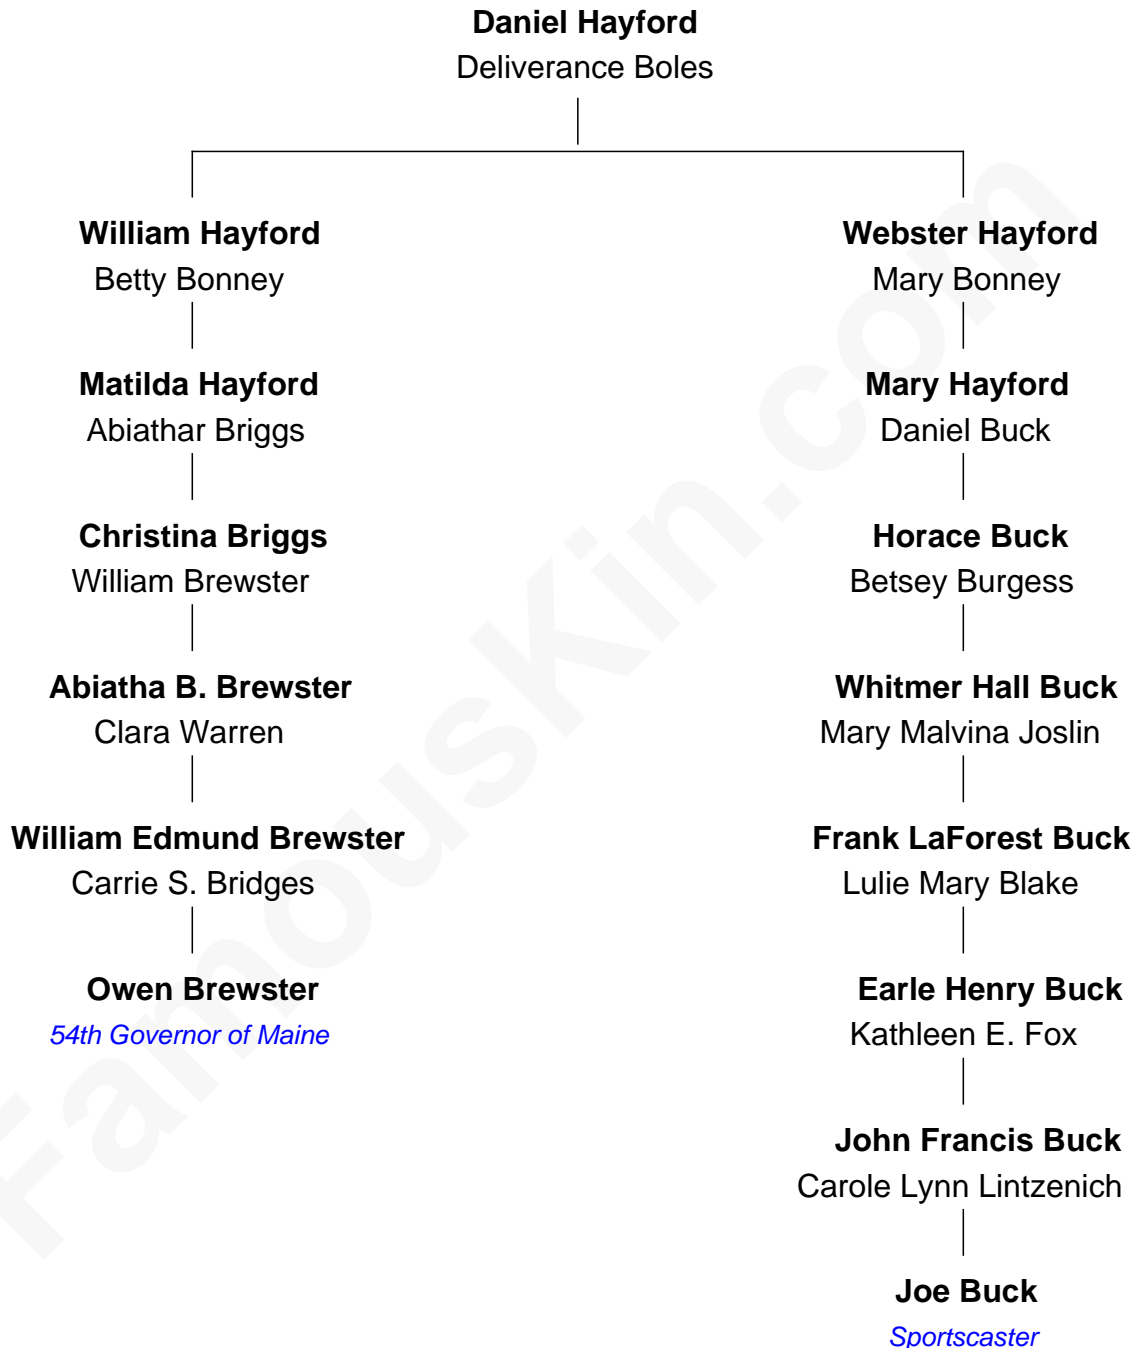 Daniel Hayford
Deliverance Boles
William Hayford
Betty Bonney
Matilda Hayford
Abiathar Briggs
Christina Briggs
William Brewster
Abiatha B. Brewster
Clara Warren
William Edmund Brewster
Carrie S. Bridges
Owen Brewster
54th Governor of Maine
Webster Hayford
Mary Bonney
Mary Hayford
Daniel Buck
Horace Buck
Betsey Burgess
Whitmer Hall Buck
Mary Malvina Joslin
Frank LaForest Buck
Lulie Mary Blake
Earle Henry Buck
Kathleen E. Fox
John Francis Buck
Carole Lynn Lintzenich
Joe Buck
Sportscaster
FamousKin.com